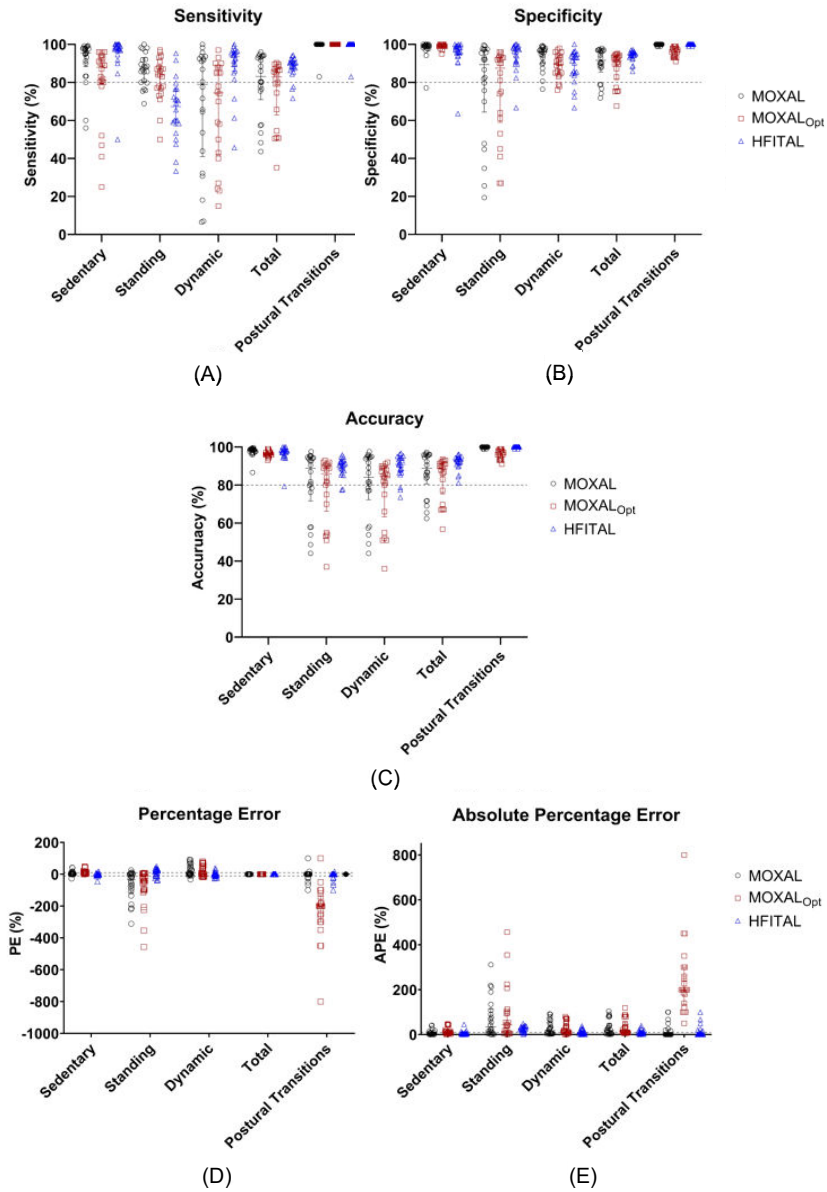 Sensitivity
Sensitivity (%)
100
80
60
40
20
0
Sedentary
Standing
Dynamic
Total
Postural Transitions
(A)
Specificity
Specificity (%)
100
80
60
40
20
0
Sedentary
Standing
Dynamic
Total
Postural Transitions
MOXAL
MOXALOpt
HFITAL
(B)
Accuracy
Accuruacy (%)
100
80
60
40
20
0
Sedentary
Standing
Dynamic
Total
Postural Transitions
MOXAL
MOXALOpt
HFITAL
(C)
Percentage Error
PE (%)
200
0
-200
-400
-600
-800
-1000
Sedentary
Standing
Dynamic
Total
Postural Transitions
(D)
Absolute Percentage Error
APE (%)
800
600
400
200
0
Sedentary
Standing
Dynamic
Total
Postural Transitions
MOXAL
MOXALOpt
HFITAL
(E)